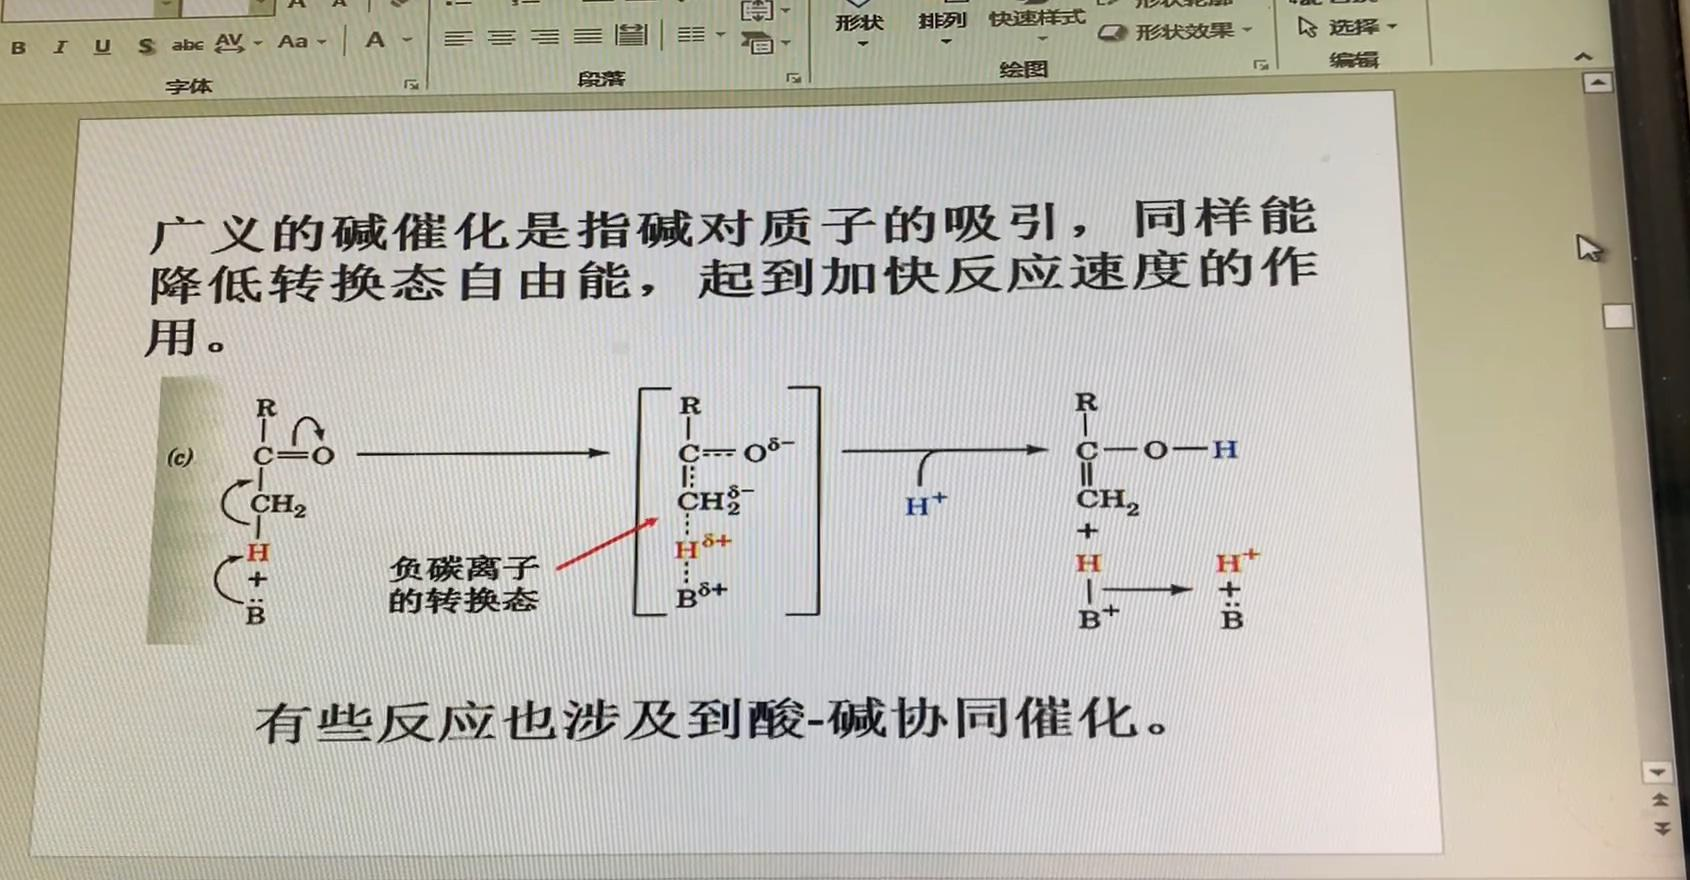 形状
排列
快速样式
形状效果
选择
B I U S abc AV Aa A
字体
段落
绘图
编辑
广义的碱催化是指碱对质子的吸引，同样能
降低转换态自由能，起到加快反应速度的作
用。
(c)
R
C=O
CH₂
H
+
B̈
负碳离子
的转换态
R
C---O^δ−
CH₂^δ−
H^δ+
B^δ+
H⁺
R
C—O—H
CH₂
+
H
B⁺
H⁺
+
B̈
有些反应也涉及到酸-碱协同催化。